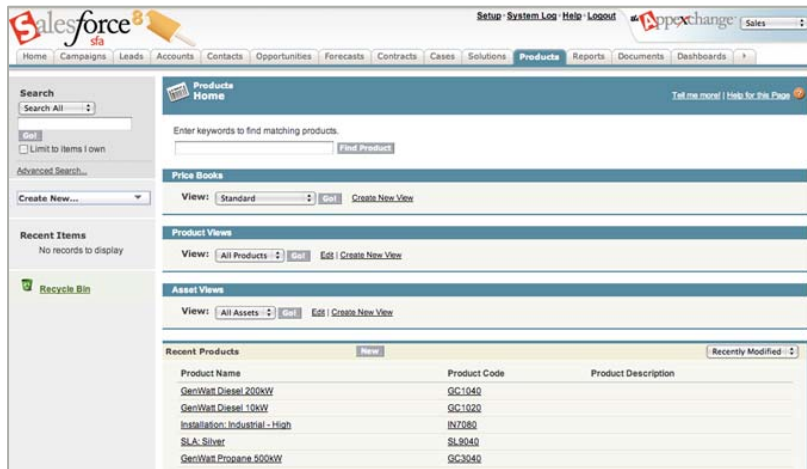 Salesforce 8
sfa
Setup · System Log · Help · Logout
AppExchange
Sales
Home Campaigns Leads Accounts Contacts Opportunities Forecasts Contracts Cases Solutions Products Reports Documents Dashboards
Search
Search All
Go!
Limit to items I own
Advanced Search...
Create New...
Recent Items
No records to display
Recycle Bin
Products
Home
Tell me more! | Help for this Page
Enter keywords to find matching products.
Find Product
Price Books
View: Standard Go! Create New View
Product Views
View: All Products Go! Edit | Create New View
Asset Views
View: All Assets Go! Edit | Create New View
Recent Products New Recently Modified
Product Name Product Code Product Description
GenWatt Diesel 200kW GC1040
GenWatt Diesel 10kW GC1020
Installation: Industrial - High IN7080
SLA: Silver SL9040
GenWatt Propane 500kW GC3040